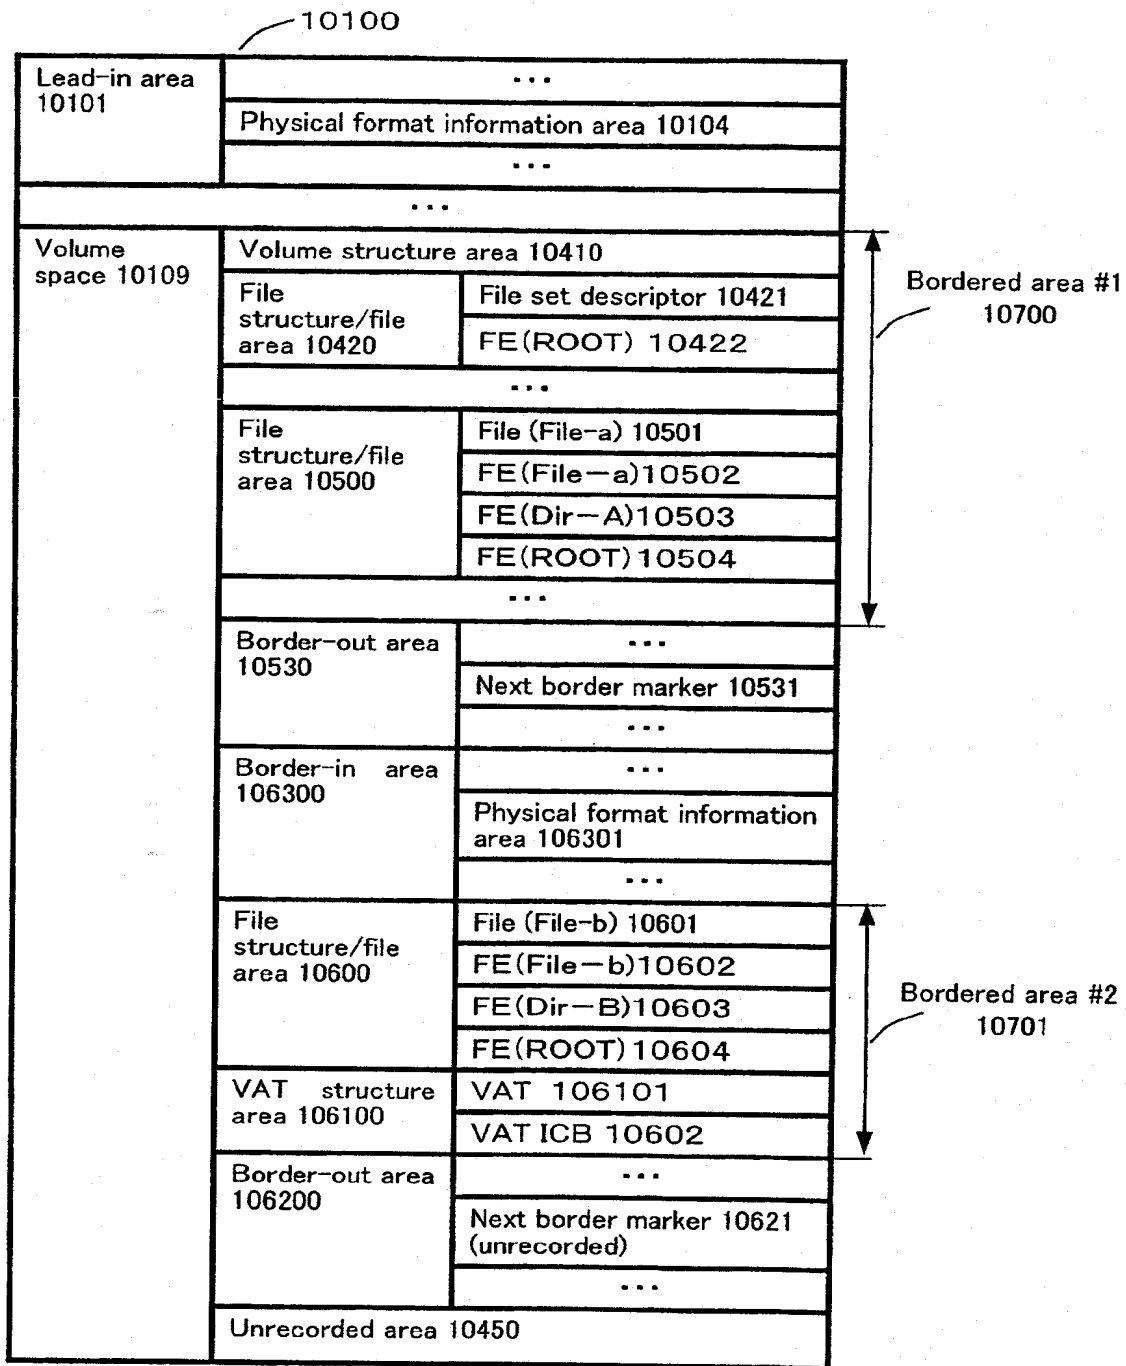 10100
Lead-in area
10101
...
Physical format information area 10104
...
...
Volume
space 10109
Volume structure area 10410
File
structure/file
area 10420
File set descriptor 10421
FE(ROOT) 10422
...
File
structure/file
area 10500
File (File-a) 10501
FE(File-a)10502
FE(Dir-A)10503
FE(ROOT)10504
...
Bordered area #1
10700
Border-out area
10530
...
Next border marker 10531
...
Border-in area
106300
...
Physical format information
area 106301
...
File
structure/file
area 10600
File (File-b) 10601
FE(File-b)10602
FE(Dir-B)10603
FE(ROOT)10604
VAT structure
area 106100
VAT 106101
VAT ICB 10602
Bordered area #2
10701
Border-out area
106200
...
Next border marker 10621
(unrecorded)
...
Unrecorded area 10450